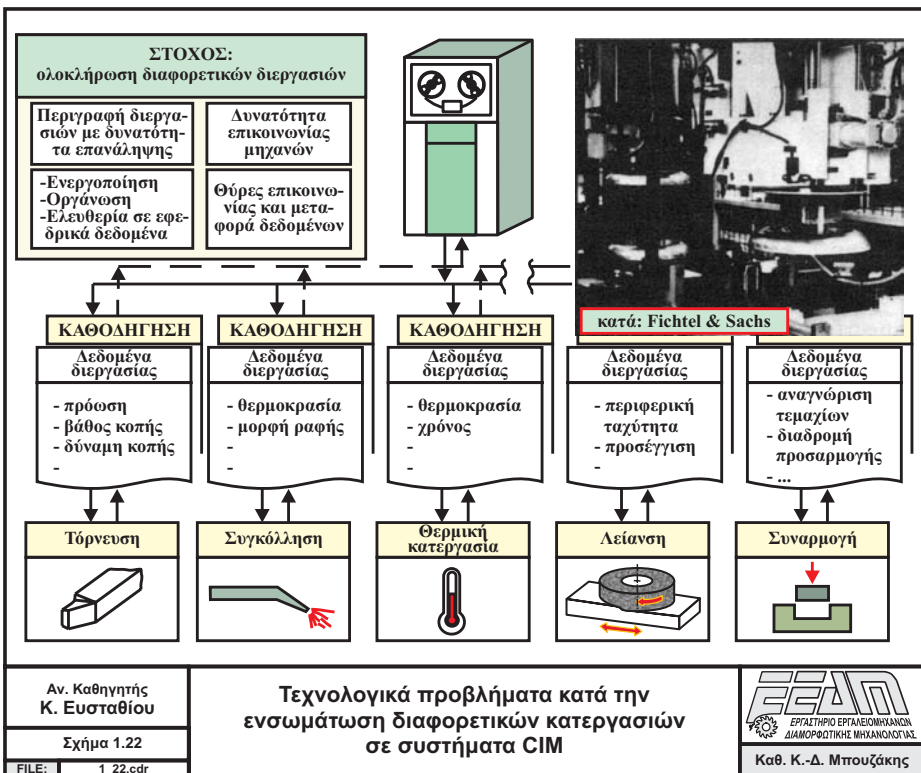 ΣΤΟΧΟΣ:
ολοκλήρωση διαφορετικών διεργασιών
Περιγραφή διεργα-
σιών με δυνατότη-
τα επανάληψης
Δυνατότητα
επικοινωνίας
μηχανών
-Ενεργοποίηση
-Οργάνωση
-Ελευθερία σε εφε-
δρικά δεδομένα
Θύρες επικοινω-
νίας και μετα-
φορά δεδομένων
κατά: Fichtel & Sachs
ΚΑΘΟΔΗΓΗΣΗ
Δεδομένα
διεργασίας
- πρόωση
- βάθος κοπής
- δύναμη κοπής
-
Τόρνευση
ΚΑΘΟΔΗΓΗΣΗ
Δεδομένα
διεργασίας
- θερμοκρασία
- μορφή ραφής
-
-
Συγκόλληση
ΚΑΘΟΔΗΓΗΣΗ
Δεδομένα
διεργασίας
- θερμοκρασία
- χρόνος
-
-
Θερμική
κατεργασία
Δεδομένα
διεργασίας
- περιφερική
ταχύτητα
- προσέγγιση
-
Λείανση
Δεδομένα
διεργασίας
- αναγνώριση
τεμαχίων
- διαδρομή
προσαρμογής
- ...
Συναρμογή
Αν. Καθηγητής
Κ. Ευσταθίου
Σχήμα 1.22
FILE: 1_22.cdr
Τεχνολογικά προβλήματα κατά την
ενσωμάτωση διαφορετικών κατεργασιών
σε συστήματα CIM
ΕΕΔΜ
ΕΡΓΑΣΤΗΡΙΟ ΕΡΓΑΛΕΙΟΜΗΧΑΝΩΝ
ΔΙΑΜΟΡΦΩΤΙΚΗΣ ΜΗΧΑΝΟΛΟΓΙΑΣ
Καθ. Κ.-Δ. Μπουζάκης